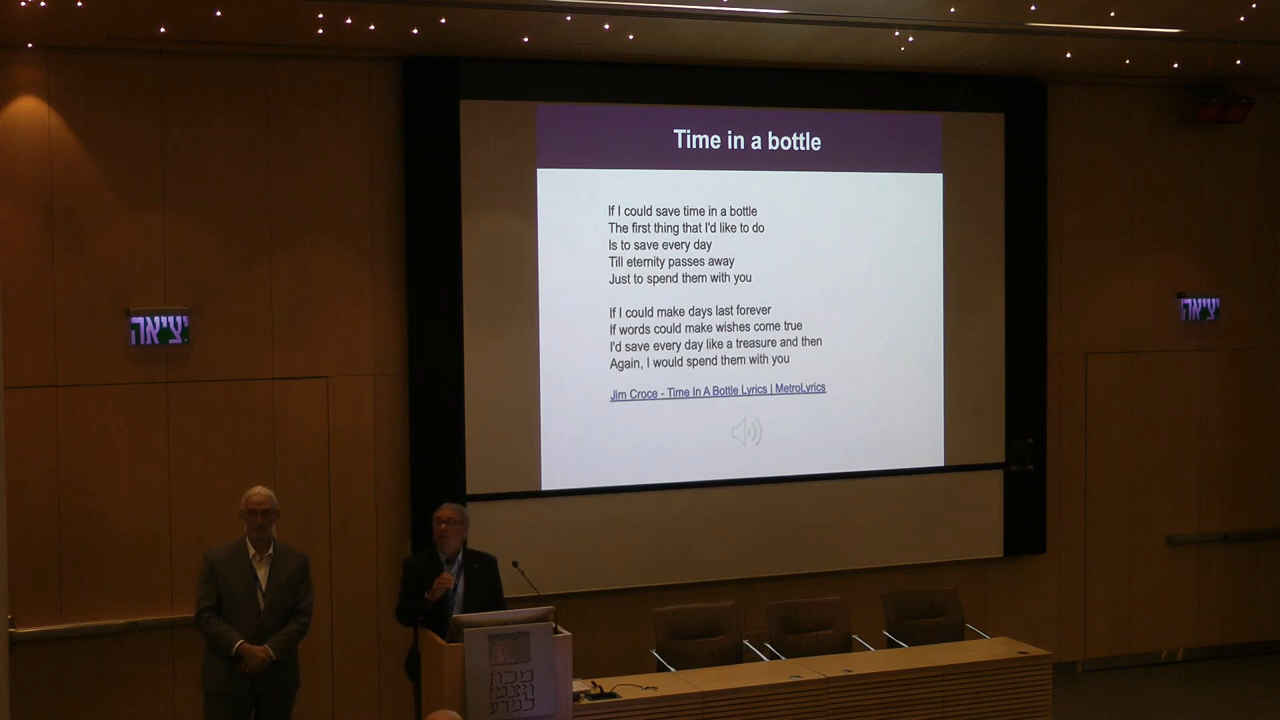 Time in a bottle
If I could save time in a bottle
The first thing that I'd like to do
Is to save every day
Till eternity passes away
Just to spend them with you
If I could make days last forever
If words could make wishes come true
I'd save every day like a treasure and then
Again, I would spend them with you
Jim Croce - Time In A Bottle Lyrics | MetroLyrics
יציאה
יציאה
מכון
ויצמן
למדע